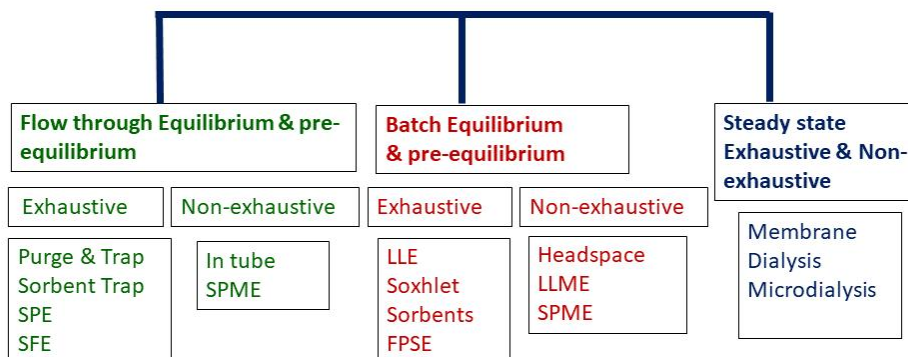 Flow through Equilibrium & pre-
equilibrium
Batch Equilibrium
& pre-equilibrium
Steady state
Exhaustive & Non-
exhaustive
Exhaustive
Non-exhaustive
Exhaustive
Non-exhaustive
Purge & Trap
Sorbent Trap
SPE
SFE
In tube
SPME
LLE
Soxhlet
Sorbents
FPSE
Headspace
LLME
SPME
Membrane
Dialysis
Microdialysis